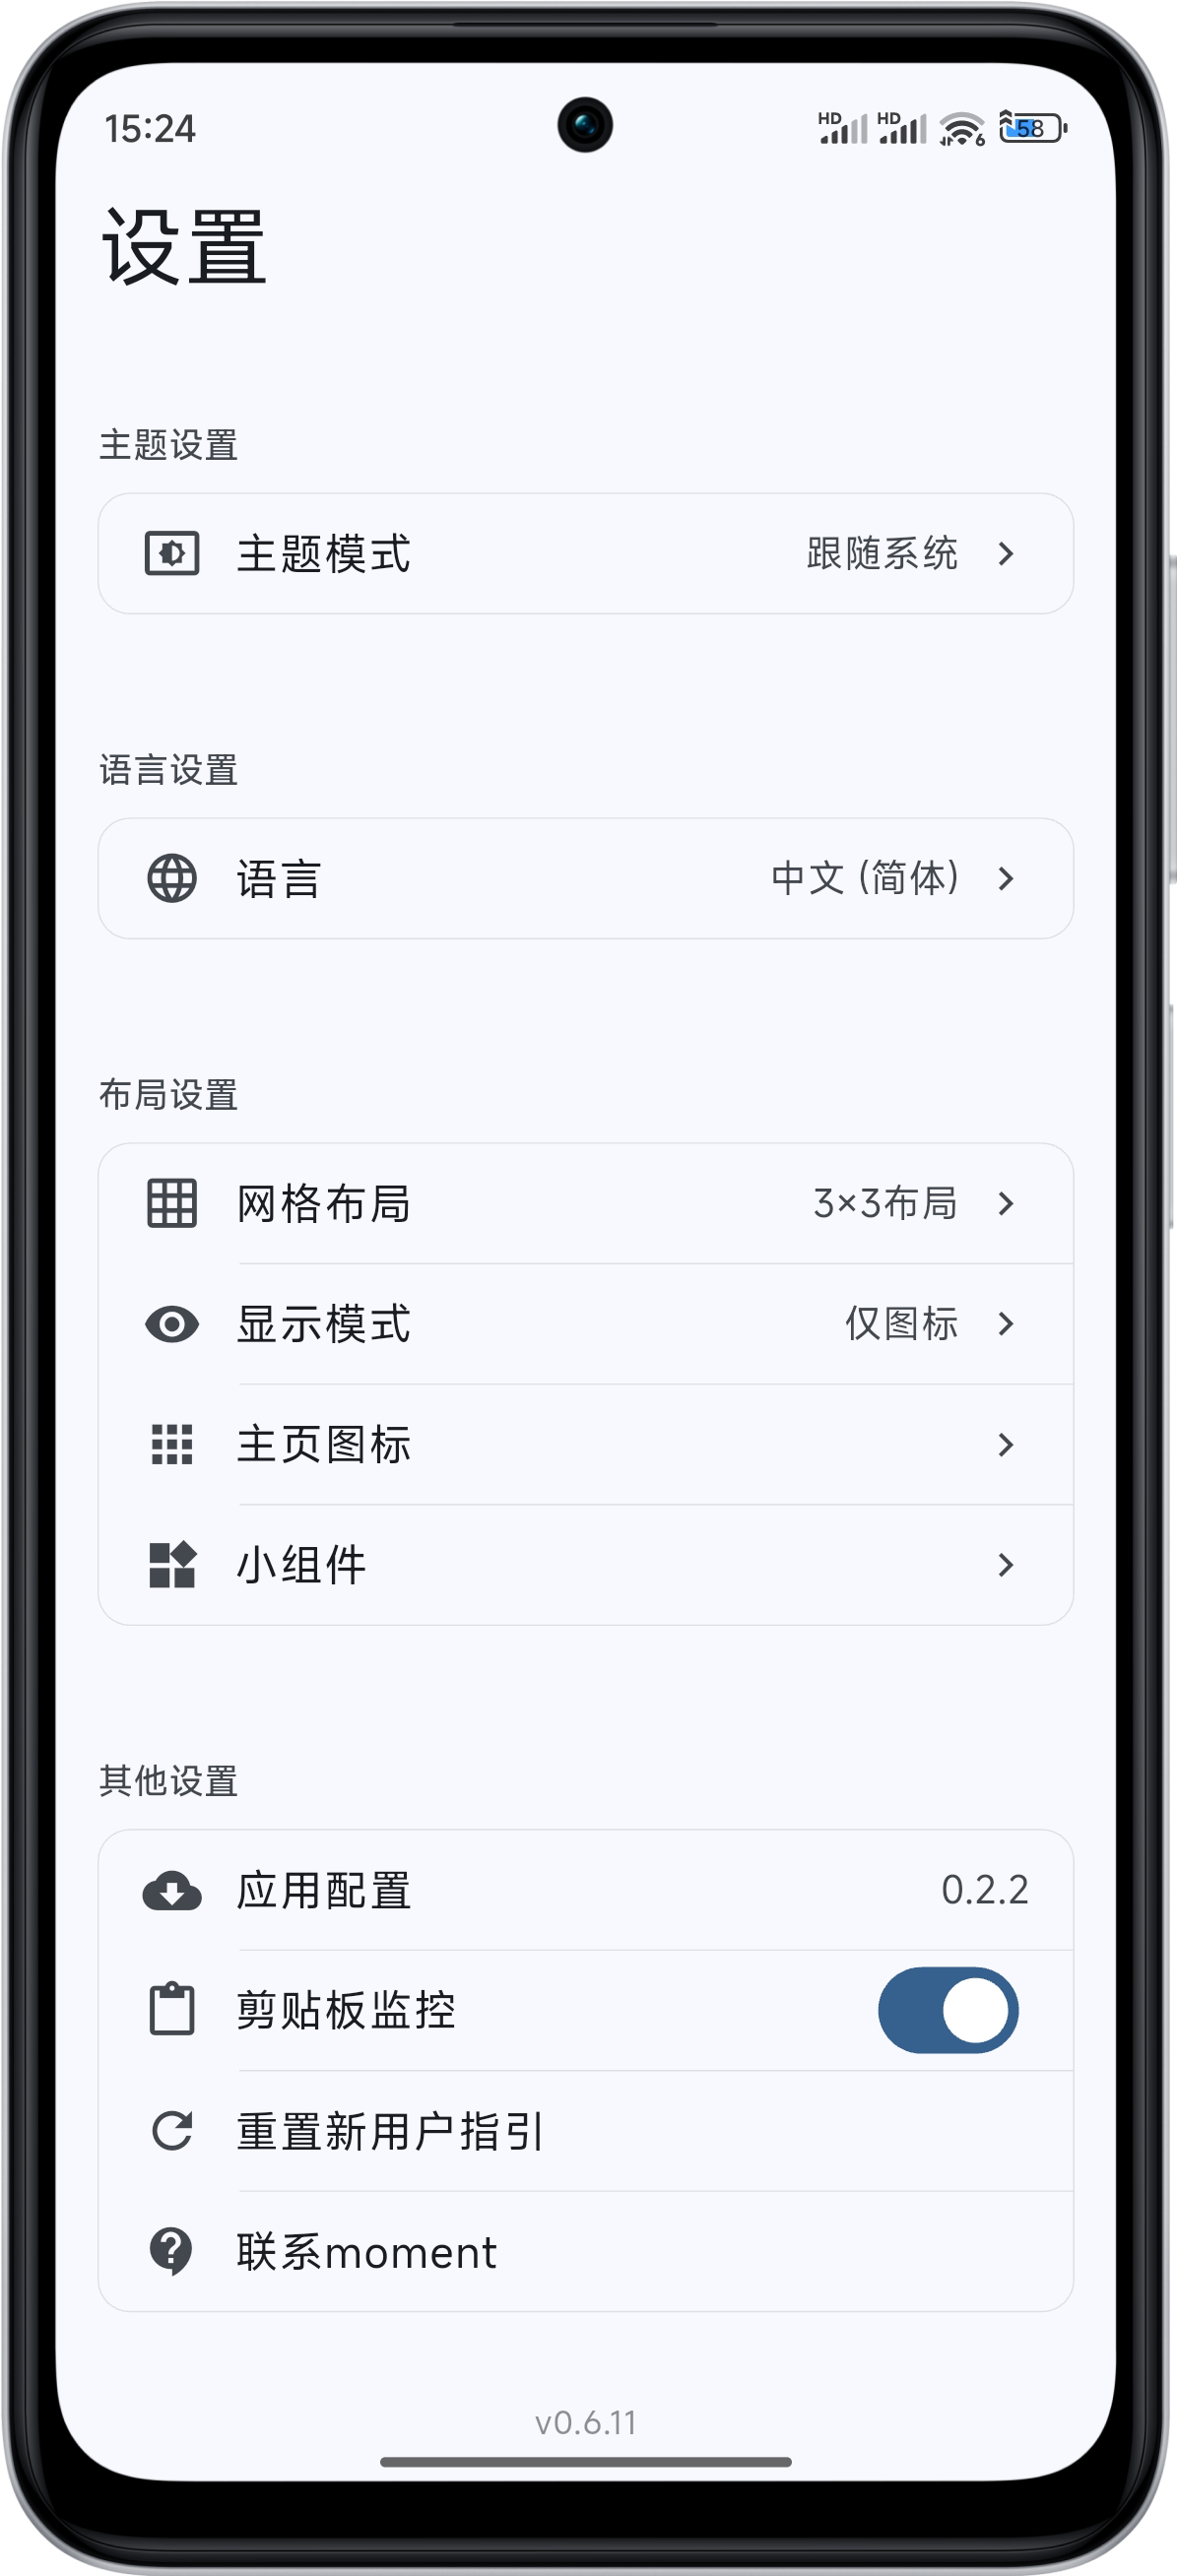 15:24
HD HD 6 58
设置
主题设置
主题模式 跟随系统
语言设置
语言 中文 (简体)
布局设置
网格布局 3×3布局
显示模式 仅图标
主页图标
小组件
其他设置
应用配置 0.2.2
剪贴板监控
重置新用户指引
联系moment
v0.6.11